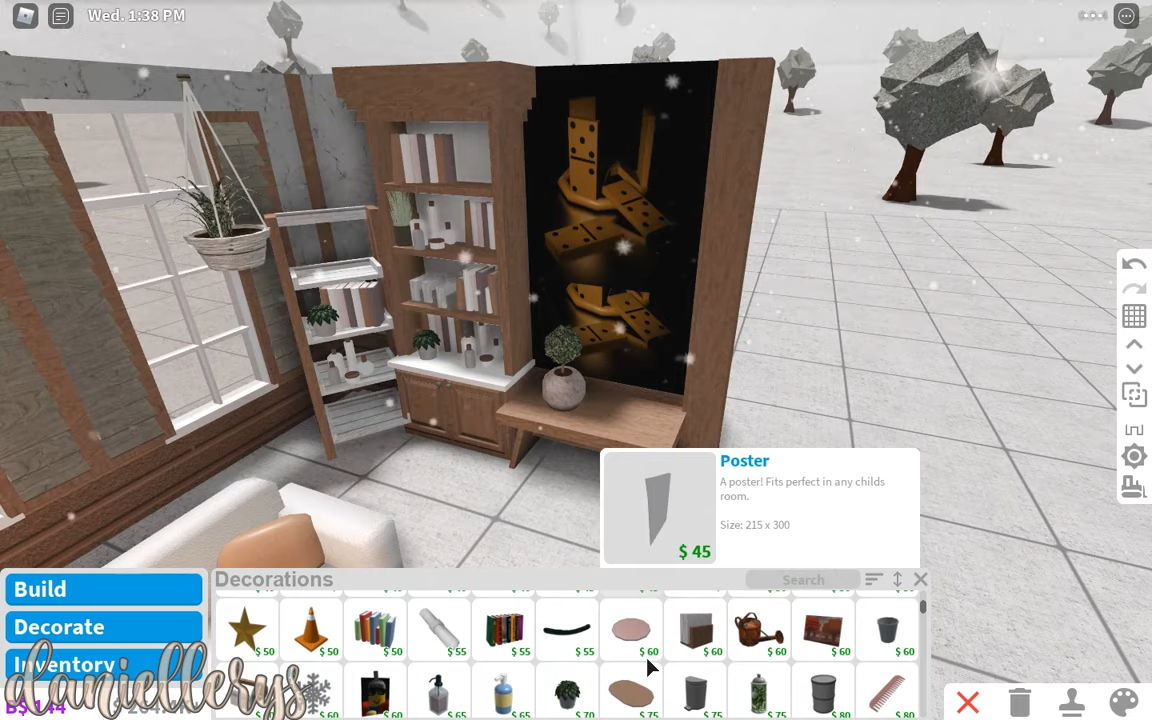 Wed. 1:38 PM
Poster
A poster! Fits perfect in any childs
room.
Size: 215 x 300
$ 45
Build
Decorations
Search
Decorate
$ 50
$ 50
$ 50
$ 55
$ 55
$ 55
$ 60
$ 60
$ 60
$ 60
$ 60
Inventory
daniellerys
$ 65
$ 65
$ 70
$ 75
$ 75
$ 80
$ 80
$ 80